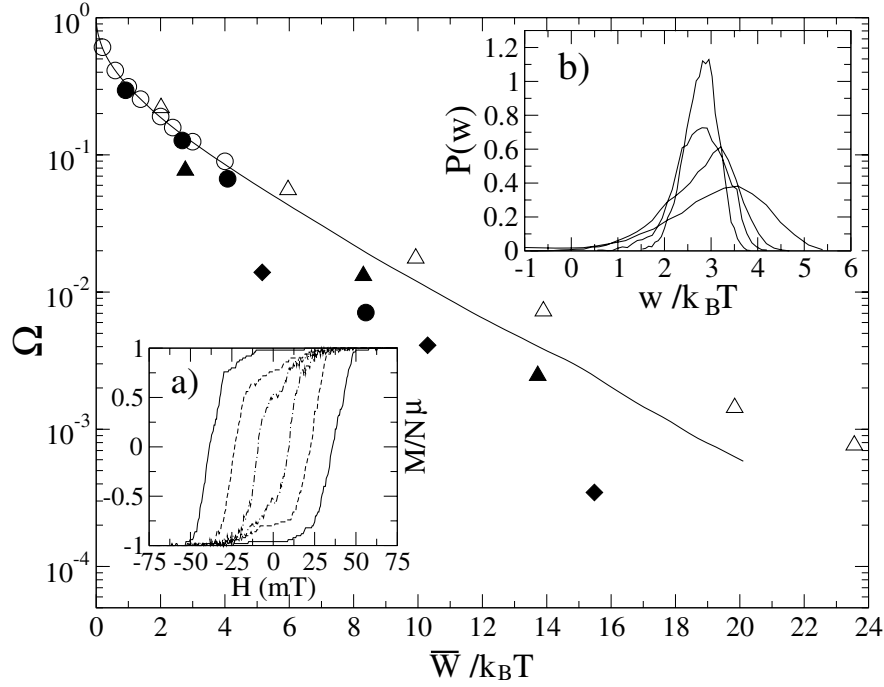 10^0
10^-1
10^-2
10^-3
10^-4
Ω
0 2 4 6 8 10 12 14 16 18 20 22 24
W̅ /k_BT
a)
1
0.5
0
-0.5
-1
-75 -50 -25 0 25 50 75
H (mT)
M/Nμ
b)
1.2
1
0.8
0.6
0.4
0.2
0
P(w)
-1 0 1 2 3 4 5 6
w /k_BT